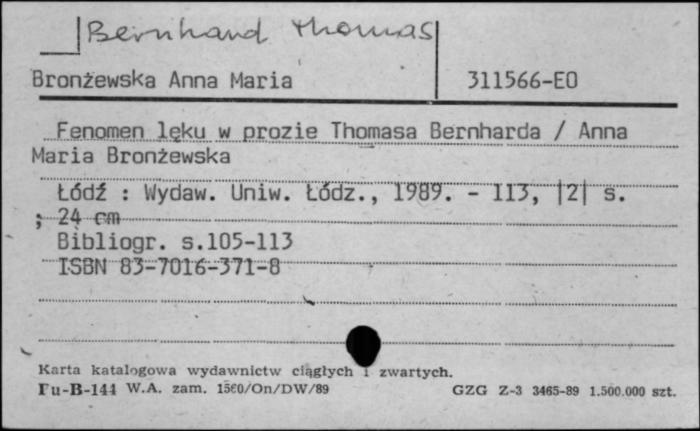 Bernhard Thomas
Bronżewska Anna Maria 311566-EO
Fenomen lęku w prozie Thomasa Bernharda / Anna
Maria Bronżewska
Łódź : Wydaw. Uniw. Łódz., 1989. - 113, |2| s.
; 24 cm
Bibliogr. s.105-113
ISBN 83-7016-371-8
Karta katalogowa wydawnictw ciągłych i zwartych.
Pu-B-144 W.A. zam. 1560/On/DW/89 GZG Z-3 3465-89 1.500.000 szt.